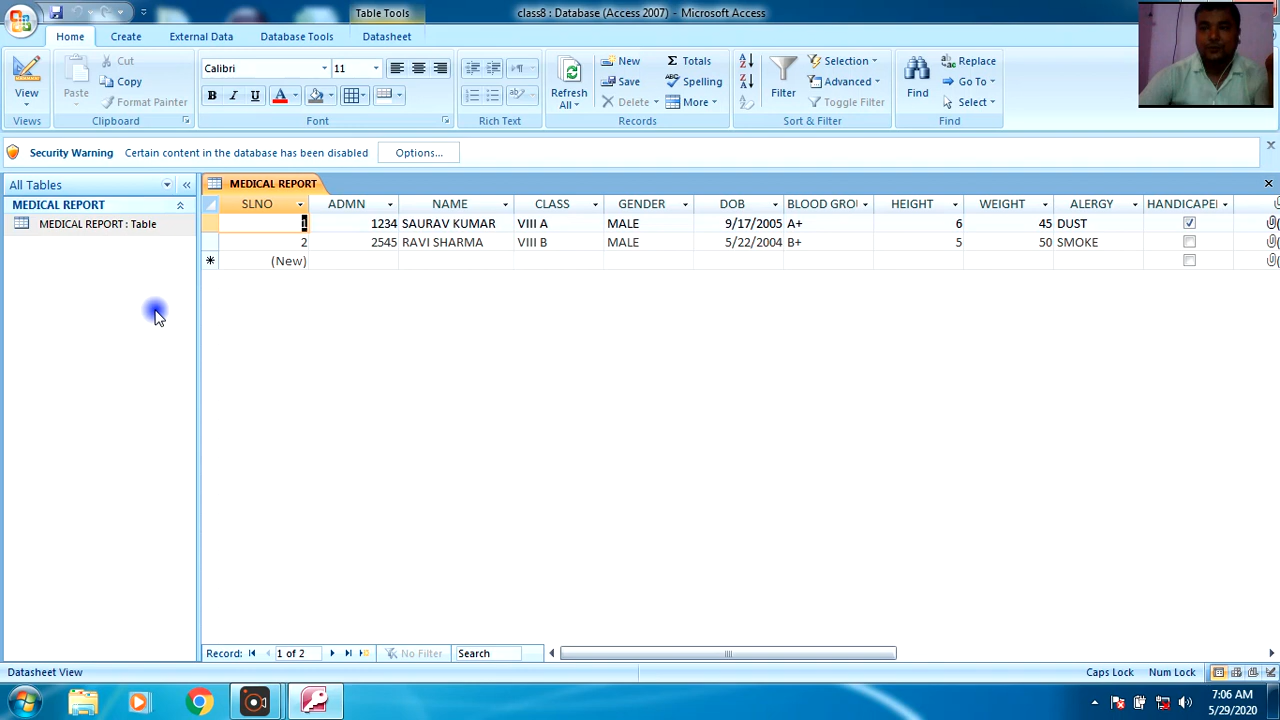 Table Tools
class8 : Database (Access 2007) - Microsoft Access
Home Create External Data Database Tools Datasheet
View
Views
Paste
Cut
Copy
Format Painter
Clipboard
Calibri 11
B I U A
Font
Rich Text
Refresh All
New
Save
Delete
Totals
Spelling
More
Records
Filter
Selection
Advanced
Toggle Filter
Sort & Filter
Find
Replace
Go To
Select
Find
Security Warning Certain content in the database has been disabled Options...
All Tables
MEDICAL REPORT
MEDICAL REPORT : Table
MEDICAL REPORT
SLNO ADMN NAME CLASS GENDER DOB BLOOD GROU HEIGHT WEIGHT ALERGY HANDICAPEI
1 1234 SAURAV KUMAR VIII A MALE 9/17/2005 A+ 6 45 DUST
2 2545 RAVI SHARMA VIII B MALE 5/22/2004 B+ 5 50 SMOKE
(New)
Record: 1 of 2 No Filter Search
Datasheet View Caps Lock Num Lock
7:06 AM
5/29/2020